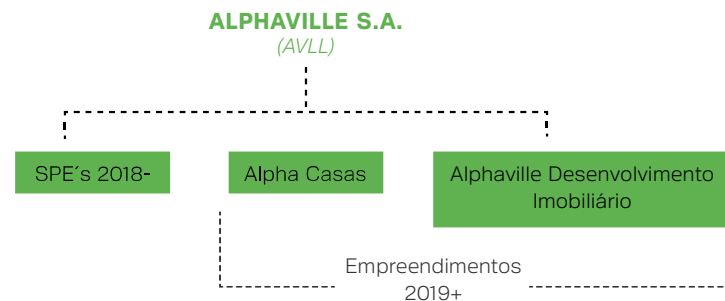 ALPHAVILLE S.A.
(AVLL)
SPE´s 2018-
Alpha Casas
Alphaville Desenvolvimento
Imobiliário
Empreendimentos
2019+